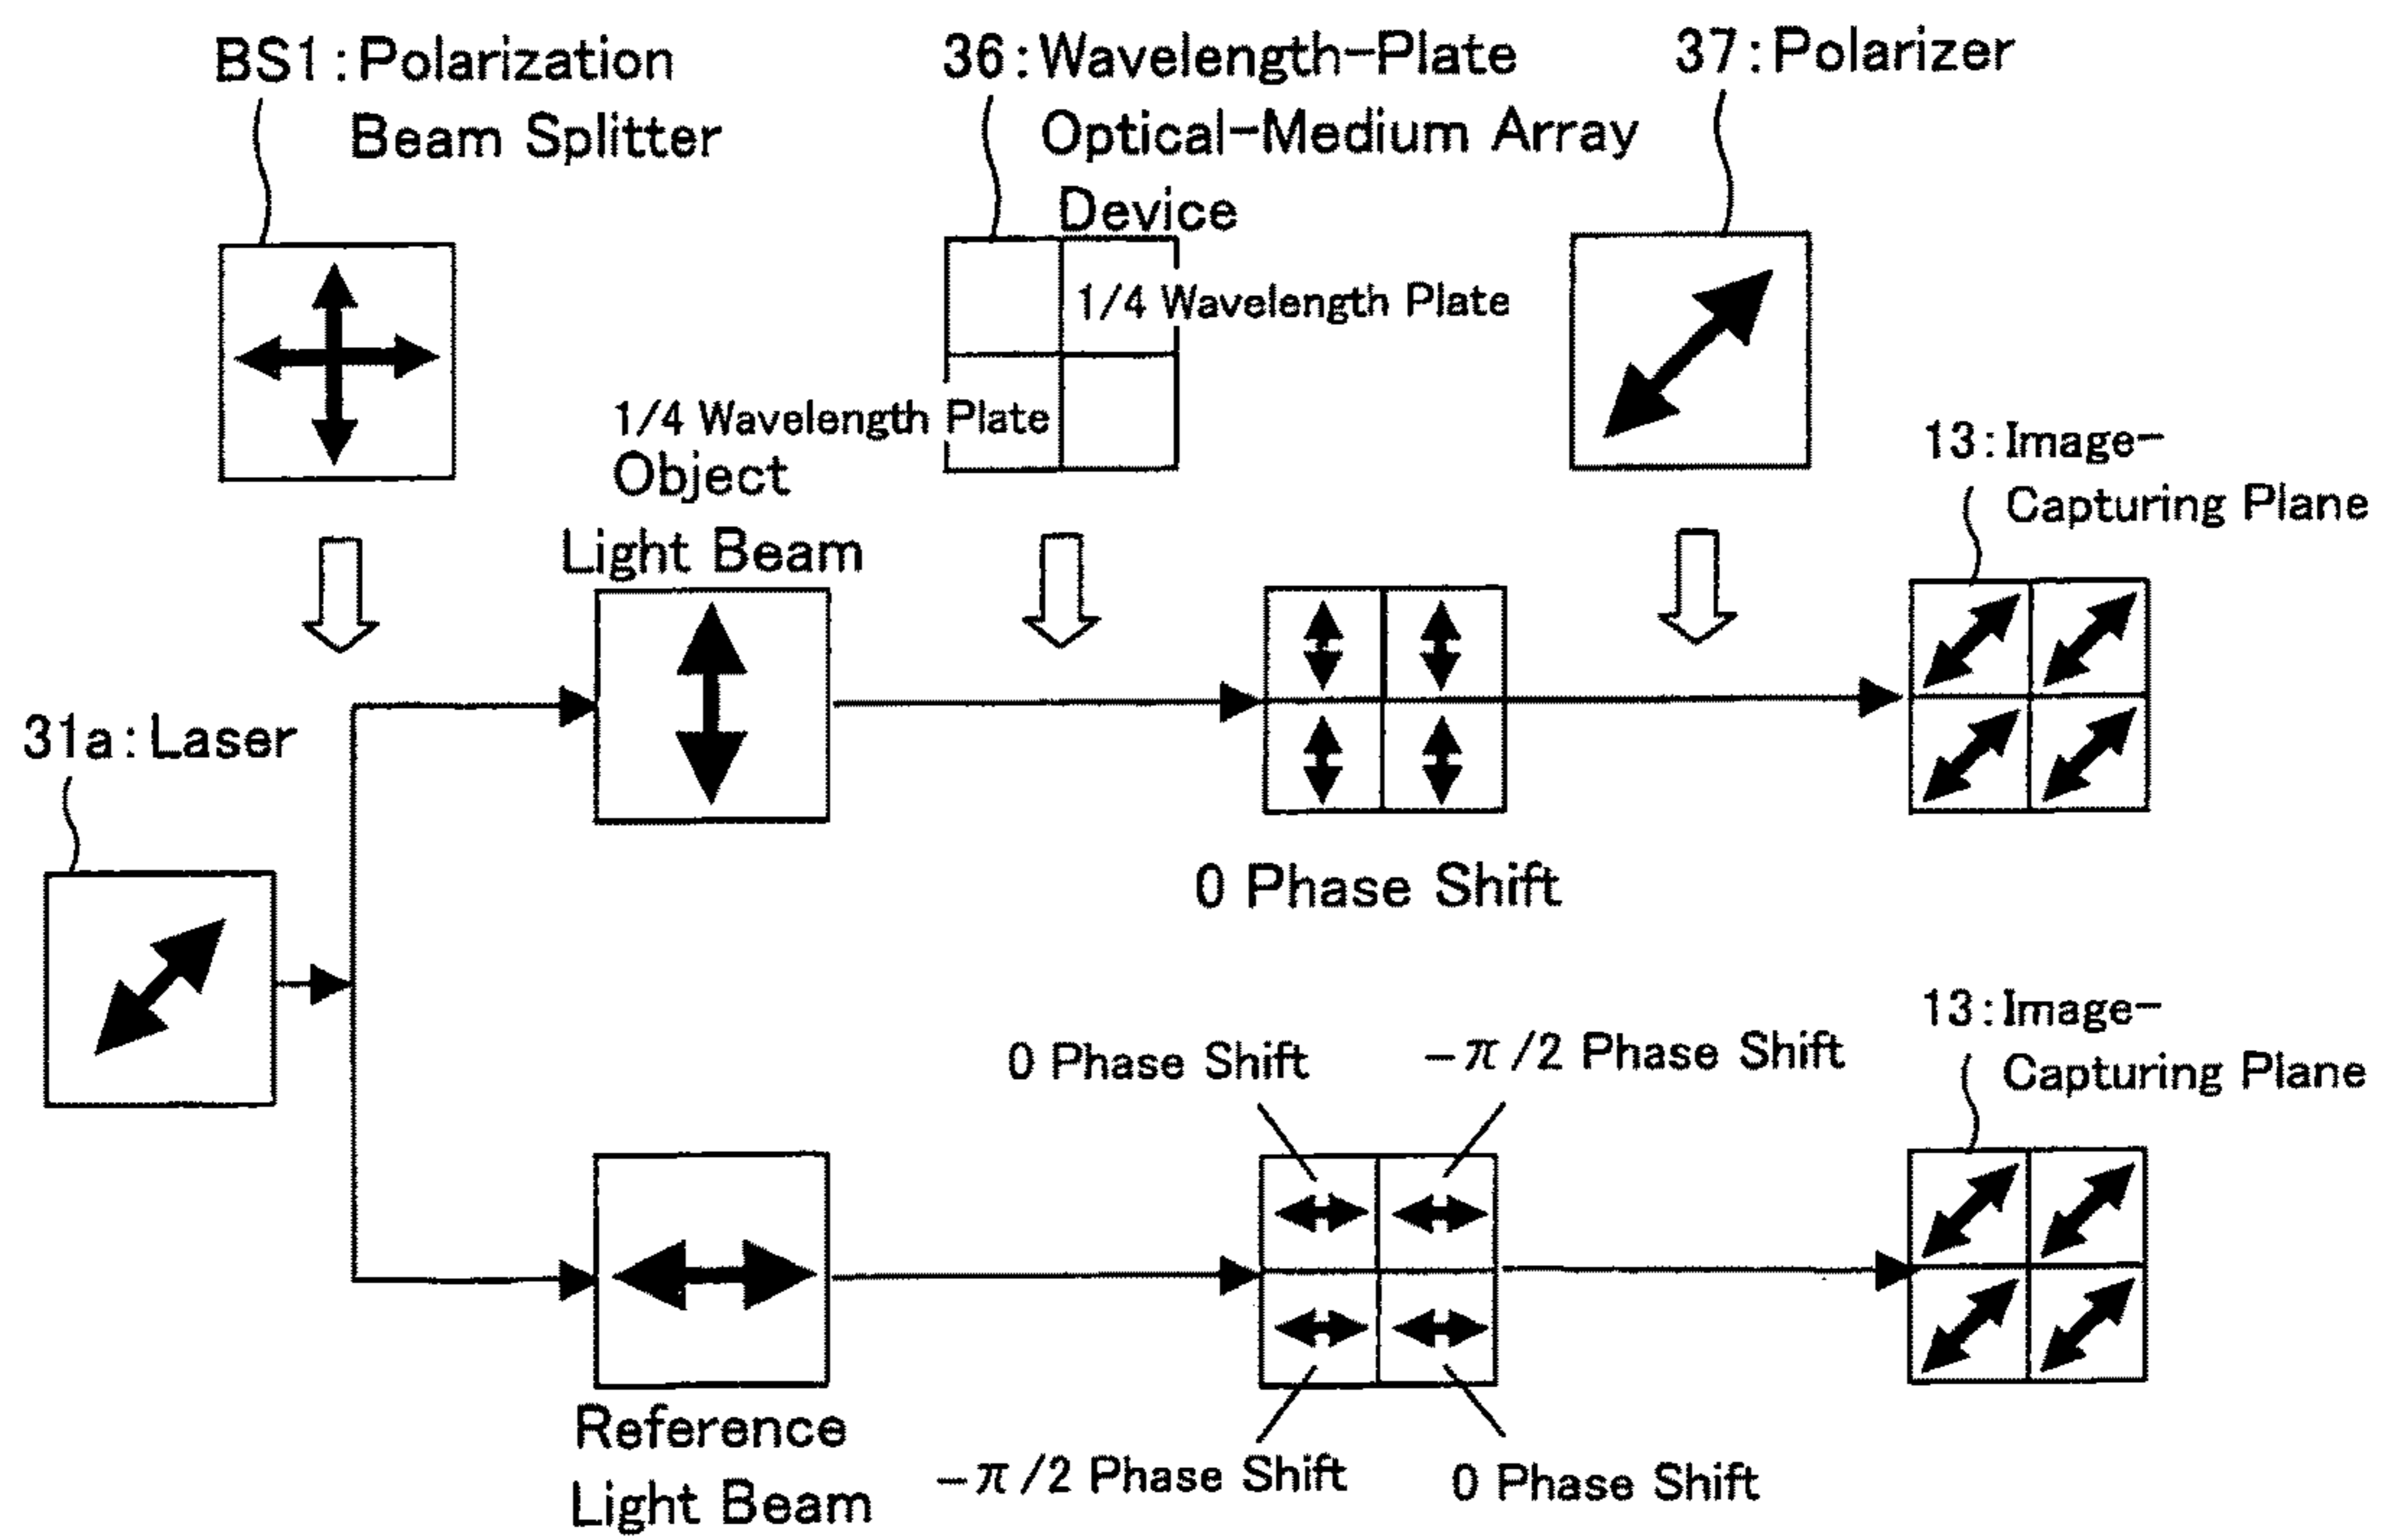 BS1:Polarization
Beam Splitter
36:Wavelength-Plate
Optical-Medium Array
Device
37:Polarizer
1/4 Wavelength Plate
1/4 Wavelength Plate
Object
Light Beam
13:Image-
Capturing Plane
31a:Laser
0 Phase Shift
13:Image-
Capturing Plane
0 Phase Shift
−π/2 Phase Shift
Reference
Light Beam
−π/2 Phase Shift
0 Phase Shift